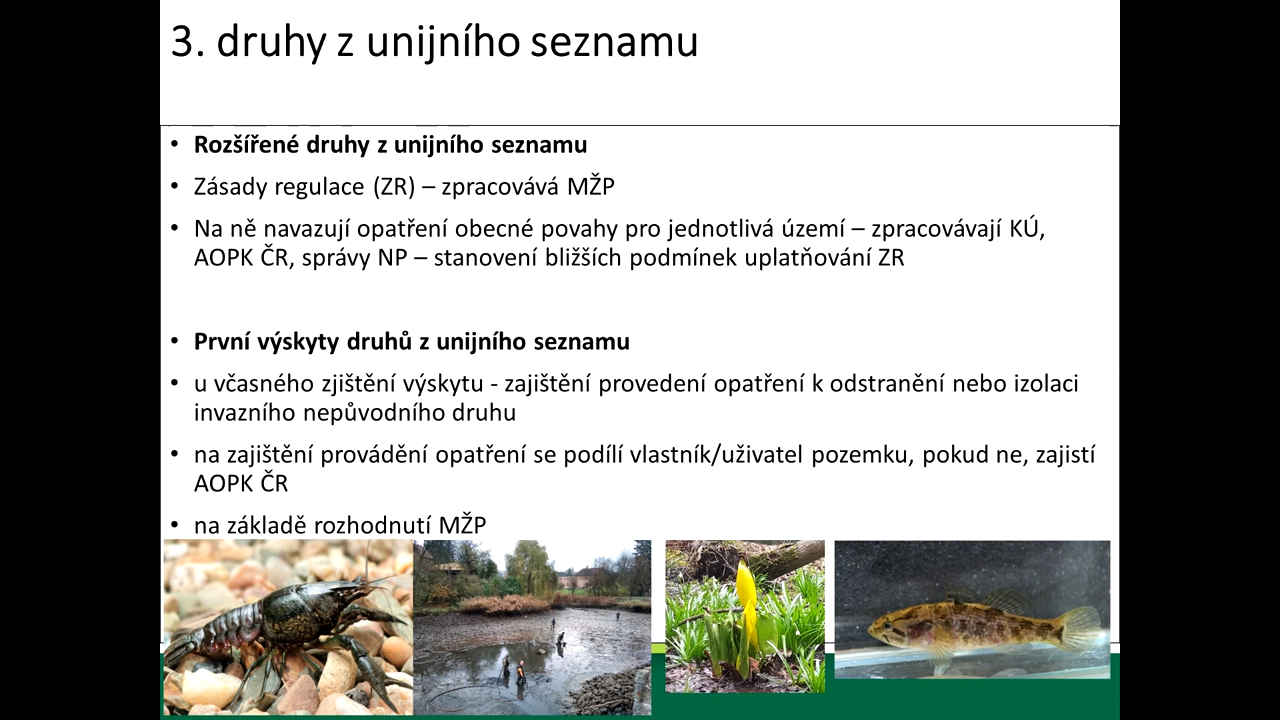 3. druhy z unijního seznamu
• Rozšířené druhy z unijního seznamu
• Zásady regulace (ZR) – zpracovává MŽP
• Na ně navazují opatření obecné povahy pro jednotlivá území – zpracovávají KÚ,
AOPK ČR, správy NP – stanovení bližších podmínek uplatňování ZR
• První výskyty druhů z unijního seznamu
• u včasného zjištění výskytu - zajištění provedení opatření k odstranění nebo izolaci
invazního nepůvodního druhu
• na zajištění provádění opatření se podílí vlastník/uživatel pozemku, pokud ne, zajistí
AOPK ČR
• na základě rozhodnutí MŽP